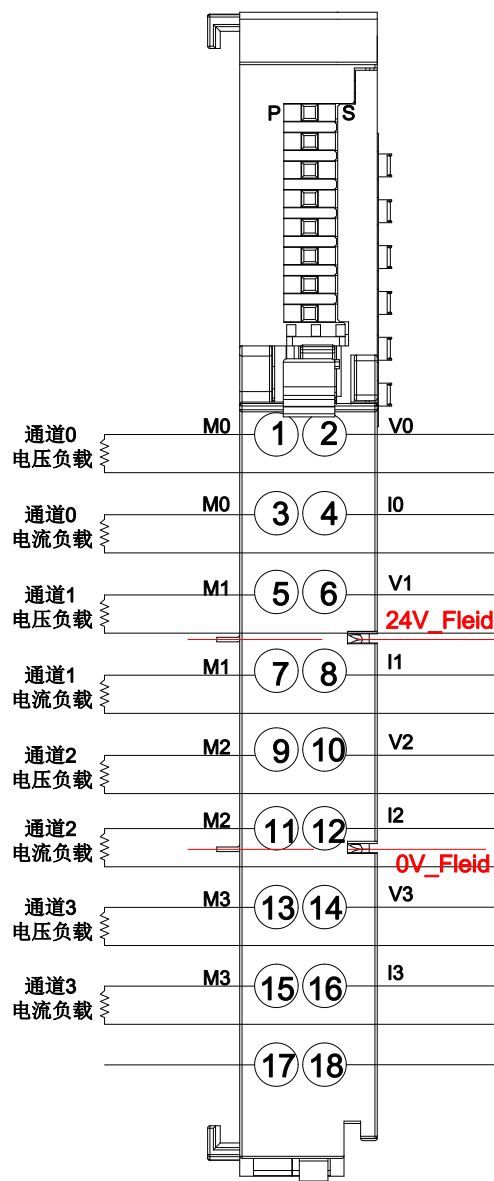 P S
通道0
电压负载
M0 1 2 V0
通道0
电流负载
M0 3 4 I0
通道1
电压负载
M1 5 6 V1
24V_Fleid
通道1
电流负载
M1 7 8 I1
通道2
电压负载
M2 9 10 V2
通道2
电流负载
M2 11 12 I2
0V_Fleid
通道3
电压负载
M3 13 14 V3
通道3
电流负载
M3 15 16 I3
17 18